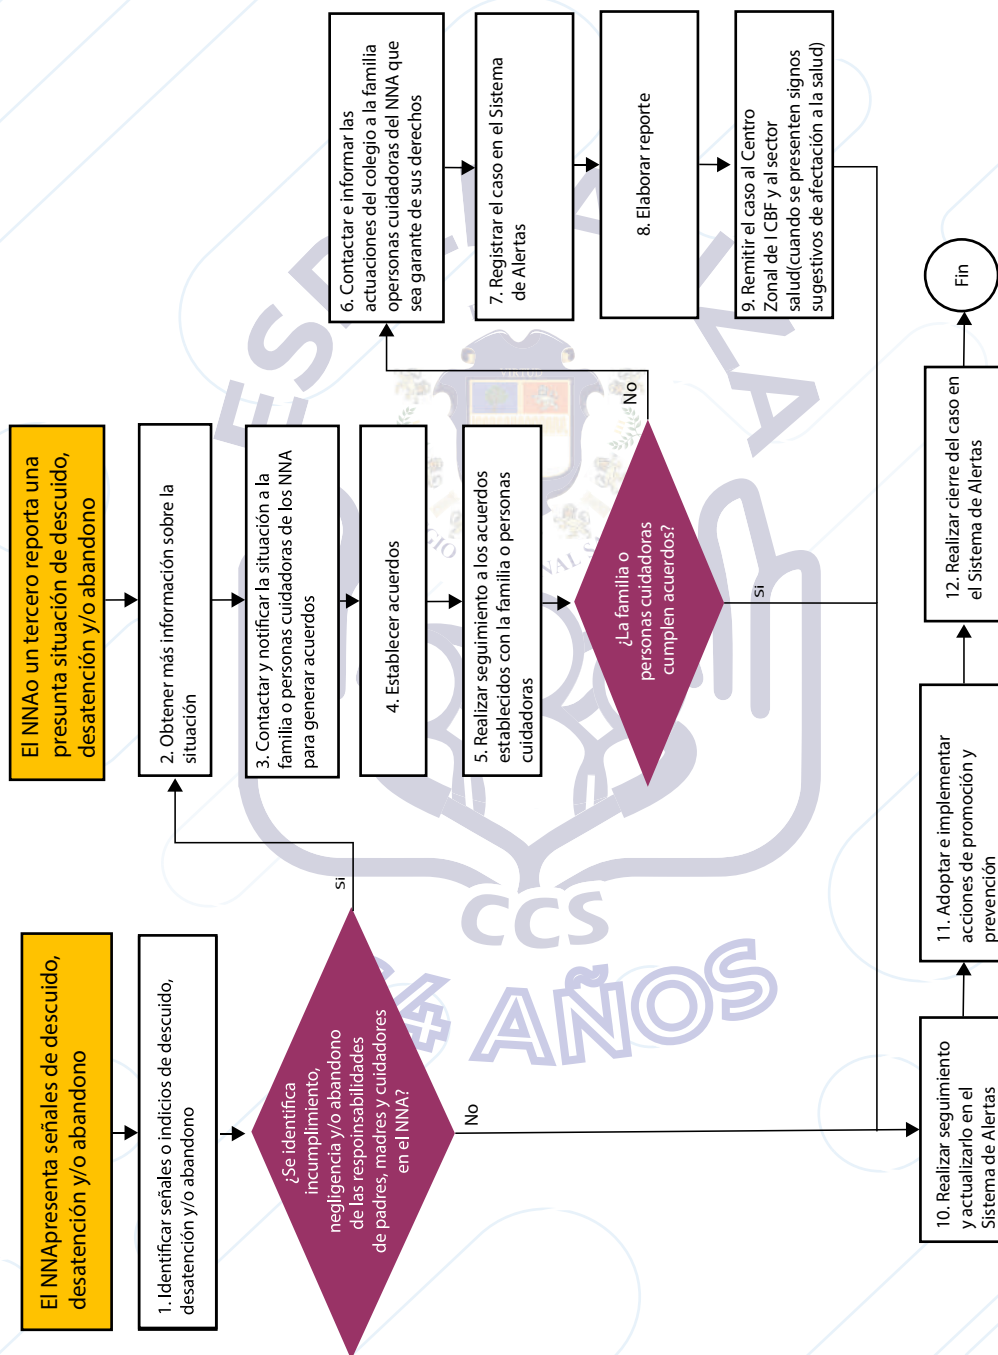 El NNApresenta señales de descuido,
desatención y/o abandono
1. Identificar señales o indicios de descuido,
desatención y/o abandono
¿Se identifica
incumplimiento,
negligencia y/o abandono
de las respoinsabilidades
de padres, madres y cuidadores
en el NNA?
Si
No
El NNAo un tercero reporta una
presunta situación de descuido,
desatención y/o abandono
2. Obtener más información sobre la
situación
3. Contactar y notificar la situación a la
familia o personas cuidadoras de los NNA
para generar acuerdos
4. Establecer acuerdos
5. Realizar seguimiento a los acuerdos
establecidos con la familia o personas
cuidadoras
¿La familia o
personas cuidadoras
cumplen acuerdos?
No
Si
6. Contactar e informar las
actuaciones del colegio a la familia
opersonas cuidadoras del NNA que
sea garante de sus derechos
7. Registrar el caso en el Sistema
de Alertas
8. Elaborar reporte
9. Remitir el caso al Centro
Zonal de I CBF y al sector
salud(cuando se presenten signos
sugestivos de afectación a la salud)
10. Realizar seguimiento
y actualizarlo en el
Sistema de Alertas
11. Adoptar e implementar
acciones de promoción y
prevención
12. Realizar cierre del caso en
el Sistema de Alertas
Fin
VIRTUD
CCS
4 AÑOS